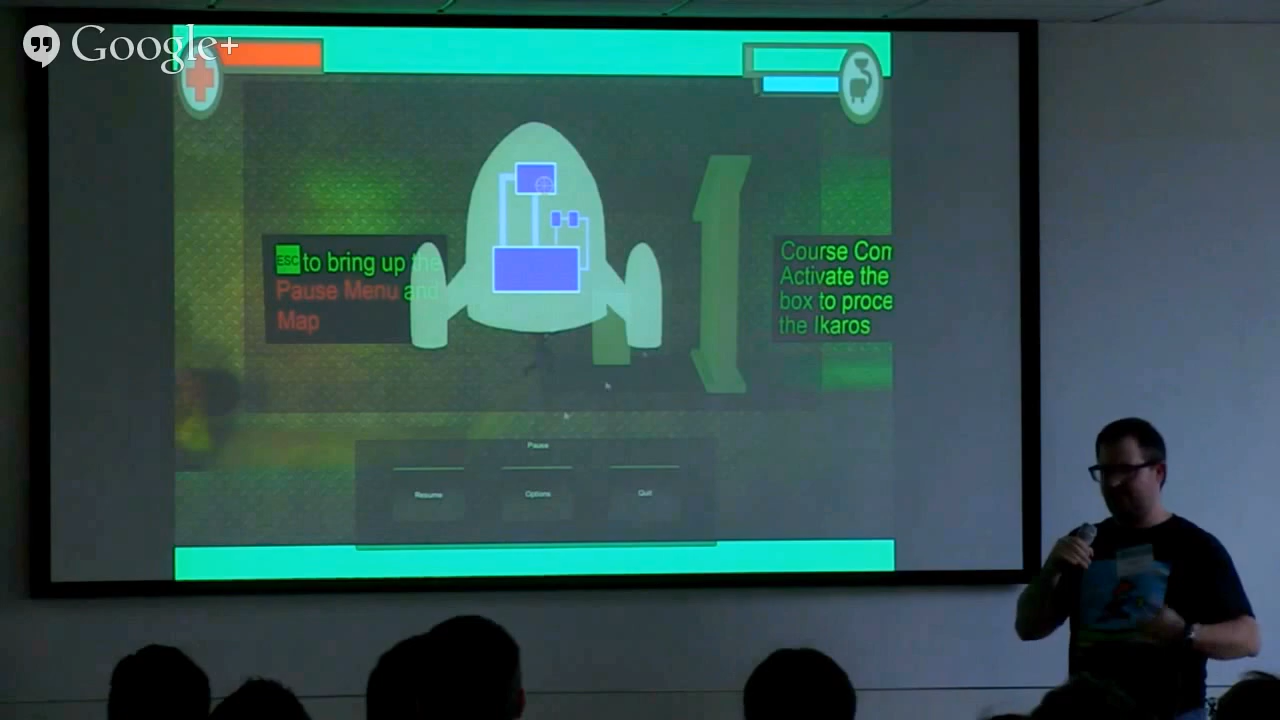 Google+
ESC to bring up the
Pause Menu and
Map
Course Com
Activate the
box to proce
the Ikaros
Pause
Resume
Options
Quit